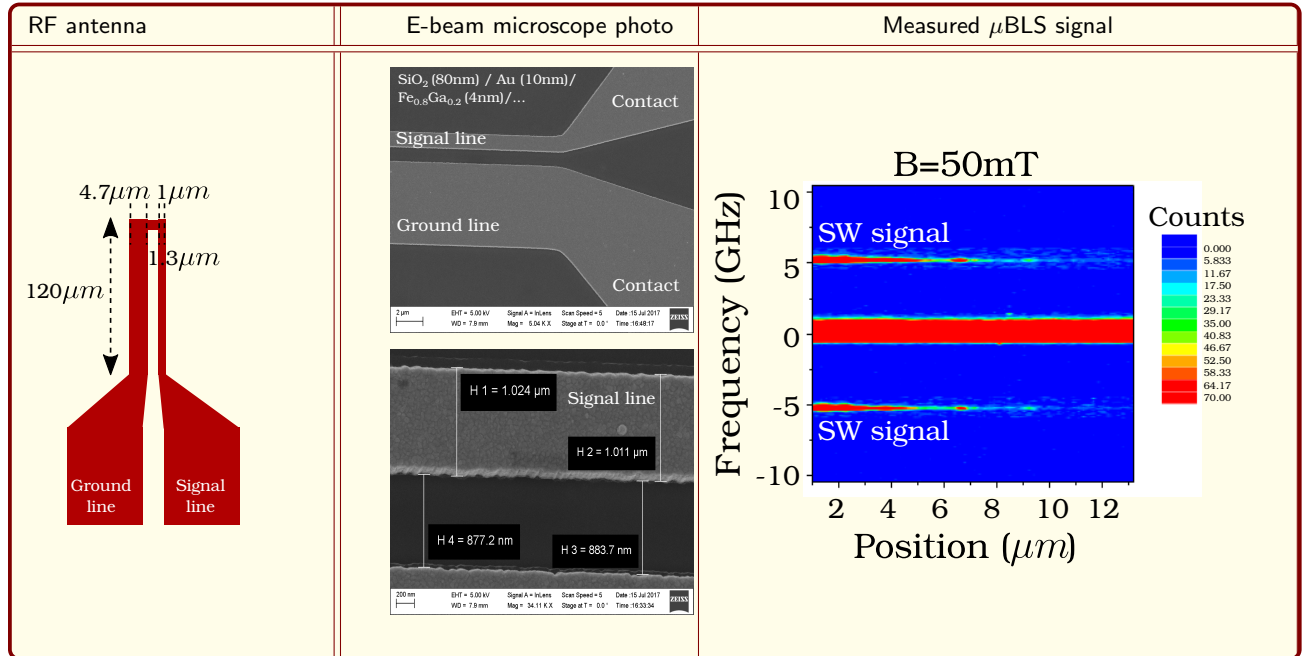 RF antenna
E-beam microscope photo
Measured μBLS signal
4.7μm 1μm
1.3μm
120μm
Ground line
Signal line
SiO₂ (80nm) / Au (10nm)/
Fe₀.₈Ga₀.₂ (4nm)/...
Contact
Signal line
Ground line
Contact
2 μm
EHT = 5.00 kV Signal A = InLens Scan Speed = 5 Date :15 Jul 2017
WD = 7.9 mm Mag = 5.04 K X Stage at T = 0.0 ° Time :16:48:17
ZEISS
H 1 = 1.024 μm
Signal line
H 2 = 1.011 μm
H 4 = 877.2 nm
H 3 = 883.7 nm
200 nm
EHT = 5.00 kV Signal A = InLens Scan Speed = 5 Date :15 Jul 2017
WD = 7.9 mm Mag = 34.11 K X Stage at T = 0.0 ° Time :16:33:34
ZEISS
B=50mT
Frequency (GHz)
10
5
0
-5
-10
SW signal
SW signal
2 4 6 8 10 12
Position (μm)
Counts
0.000
5.833
11.67
17.50
23.33
29.17
35.00
40.83
46.67
52.50
58.33
64.17
70.00